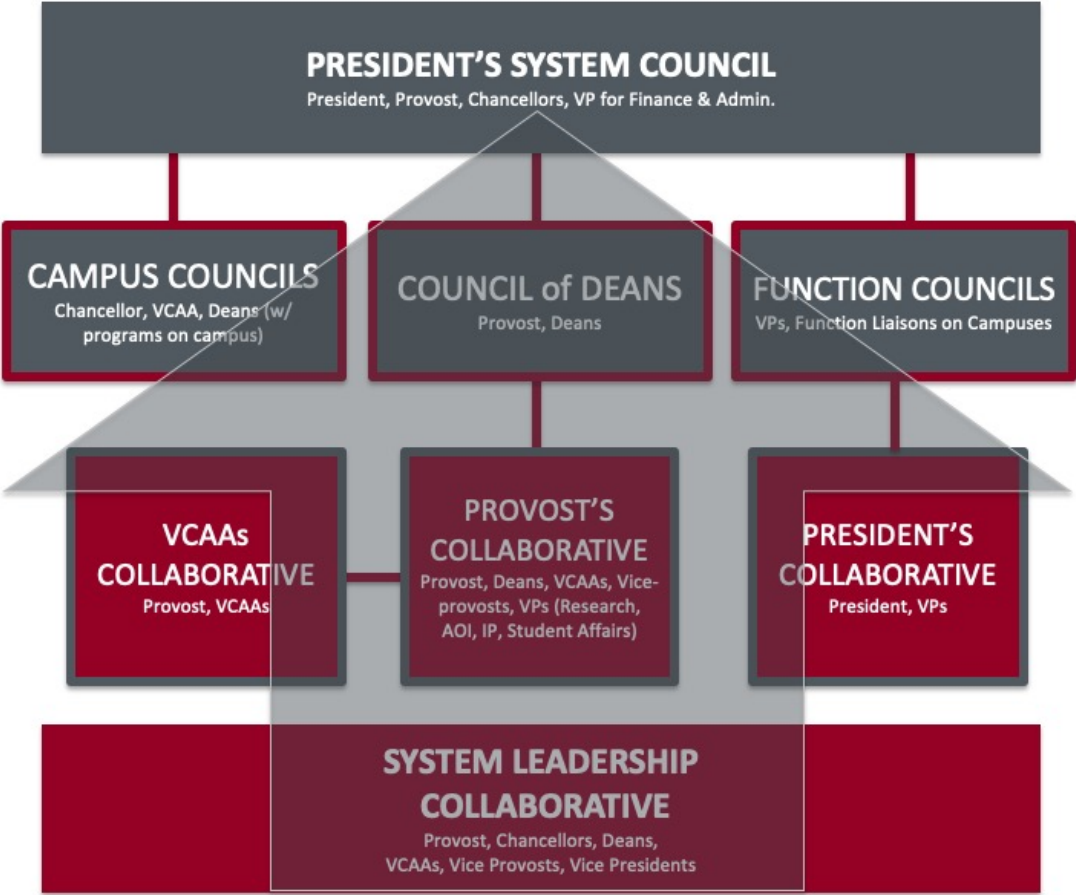 PRESIDENT'S SYSTEM COUNCIL
President, Provost, Chancellors, VP for Finance & Admin.
CAMPUS COUNCILS
Chancellor, VCAA, Deans (w/
programs on campus)
COUNCIL of DEANS
Provost, Deans
FUNCTION COUNCILS
VPs, Function Liaisons on Campuses
VCAAs
COLLABORATIVE
Provost, VCAAs
PROVOST'S
COLLABORATIVE
Provost, Deans, VCAAs, Vice-
provosts, VPs (Research,
AOI, IP, Student Affairs)
PRESIDENT'S
COLLABORATIVE
President, VPs
SYSTEM LEADERSHIP
COLLABORATIVE
Provost, Chancellors, Deans,
VCAAs, Vice Provosts, Vice Presidents